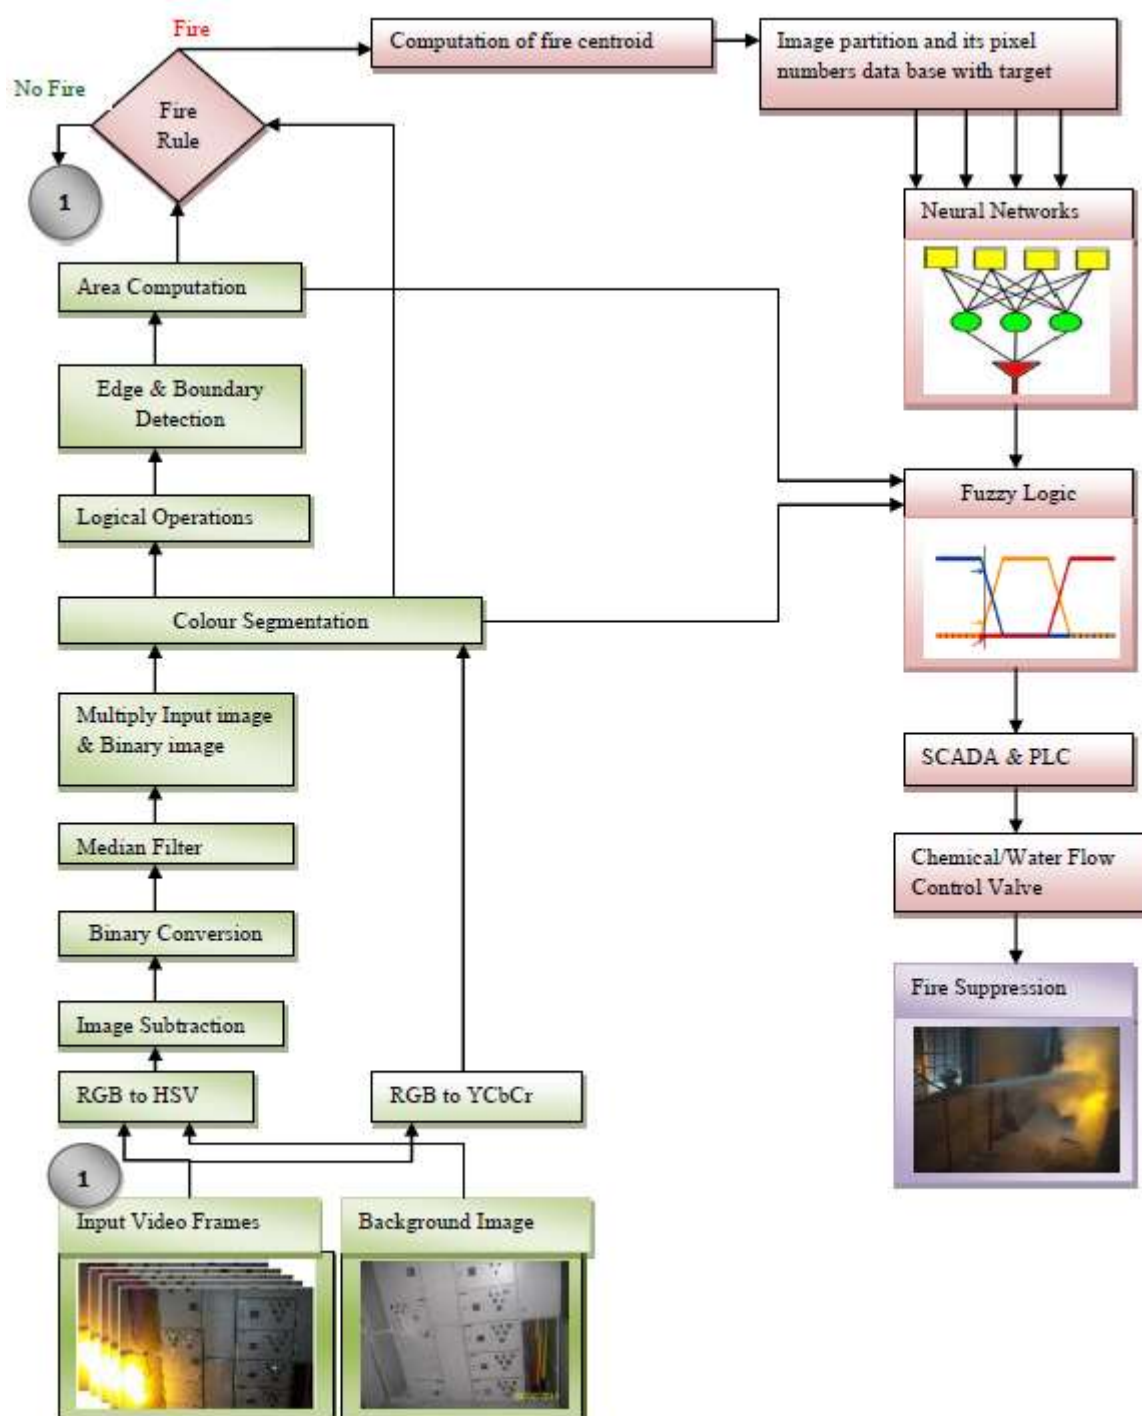 Fire
Computation of fire centroid
Image partition and its pixel
numbers data base with target
No Fire
Fire
Rule
1
Neural Networks
Area Computation
Edge & Boundary
Detection
Fuzzy Logic
Logical Operations
Colour Segmentation
Multiply Input image
& Binary image
SCADA & PLC
Median Filter
Chemical/Water Flow
Control Valve
Binary Conversion
Fire Suppression
Image Subtraction
RGB to HSV
RGB to YCbCr
1
Input Video Frames
Background Image